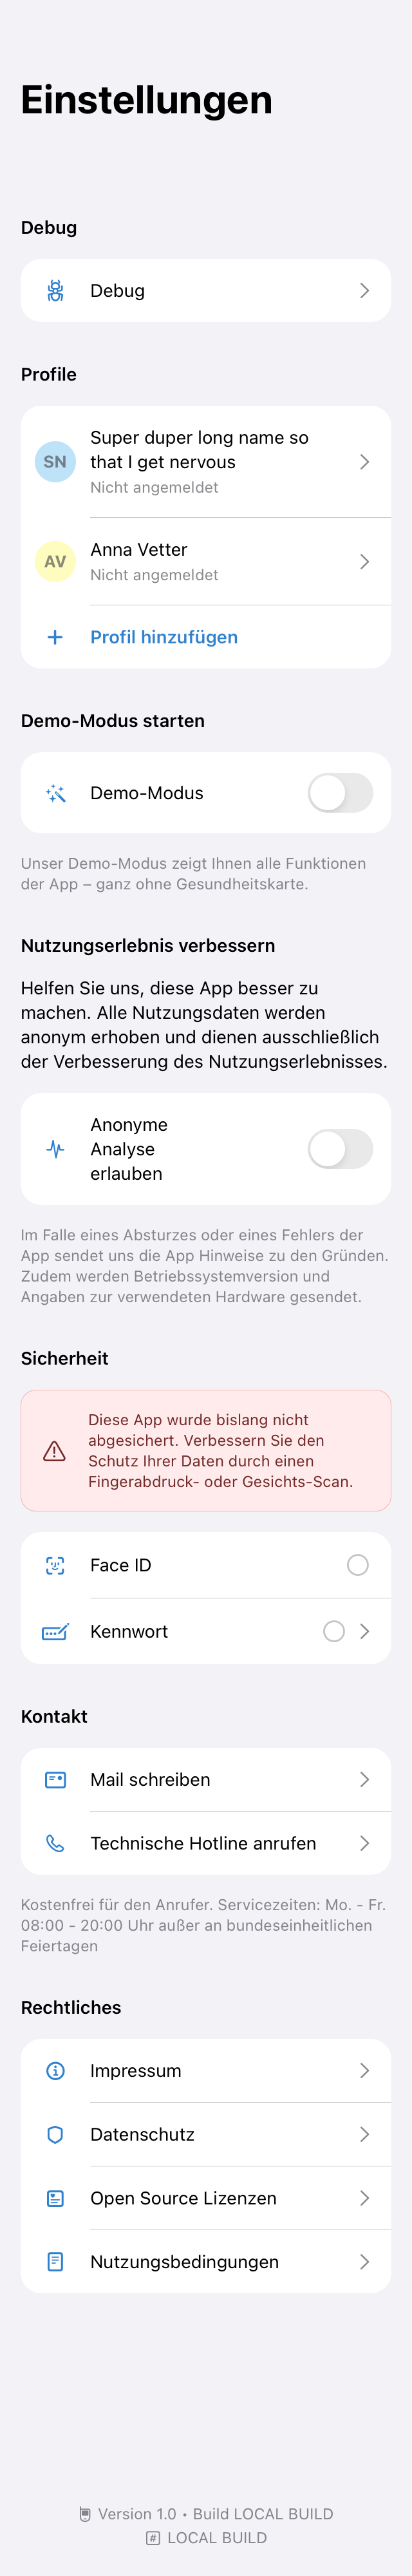 Einstellungen
Debug
Debug
Profile
SN
Super duper long name so
that I get nervous
Nicht angemeldet
AV
Anna Vetter
Nicht angemeldet
Profil hinzufügen
Demo-Modus starten
Demo-Modus
Unser Demo-Modus zeigt Ihnen alle Funktionen
der App – ganz ohne Gesundheitskarte.
Nutzungserlebnis verbessern
Helfen Sie uns, diese App besser zu
machen. Alle Nutzungsdaten werden
anonym erhoben und dienen ausschließlich
der Verbesserung des Nutzungserlebnisses.
Anonyme
Analyse
erlauben
Im Falle eines Absturzes oder eines Fehlers der
App sendet uns die App Hinweise zu den Gründen.
Zudem werden Betriebssystemversion und
Angaben zur verwendeten Hardware gesendet.
Sicherheit
Diese App wurde bislang nicht
abgesichert. Verbessern Sie den
Schutz Ihrer Daten durch einen
Fingerabdruck- oder Gesichts-Scan.
Face ID
Kennwort
Kontakt
Mail schreiben
Technische Hotline anrufen
Kostenfrei für den Anrufer. Servicezeiten: Mo. - Fr.
08:00 - 20:00 Uhr außer an bundeseinheitlichen
Feiertagen
Rechtliches
Impressum
Datenschutz
Open Source Lizenzen
Nutzungsbedingungen
Version 1.0 • Build LOCAL BUILD
# LOCAL BUILD